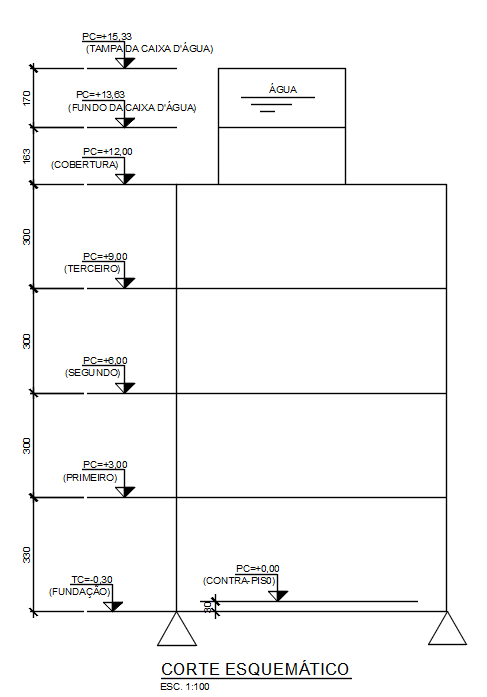 PC=+15,33
(TAMPA DA CAIXA D'ÁGUA)
170
PC=+13,63
(FUNDO DA CAIXA D'ÁGUA)
ÁGUA
163
PC=+12,00
(COBERTURA)
300
PC=+9,00
(TERCEIRO)
300
PC=+6,00
(SEGUNDO)
300
PC=+3,00
(PRIMEIRO)
330
TC=-0,30
(FUNDAÇÃO)
PC=+0,00
(CONTRA-PISO)
30
CORTE ESQUEMÁTICO
ESC. 1:100